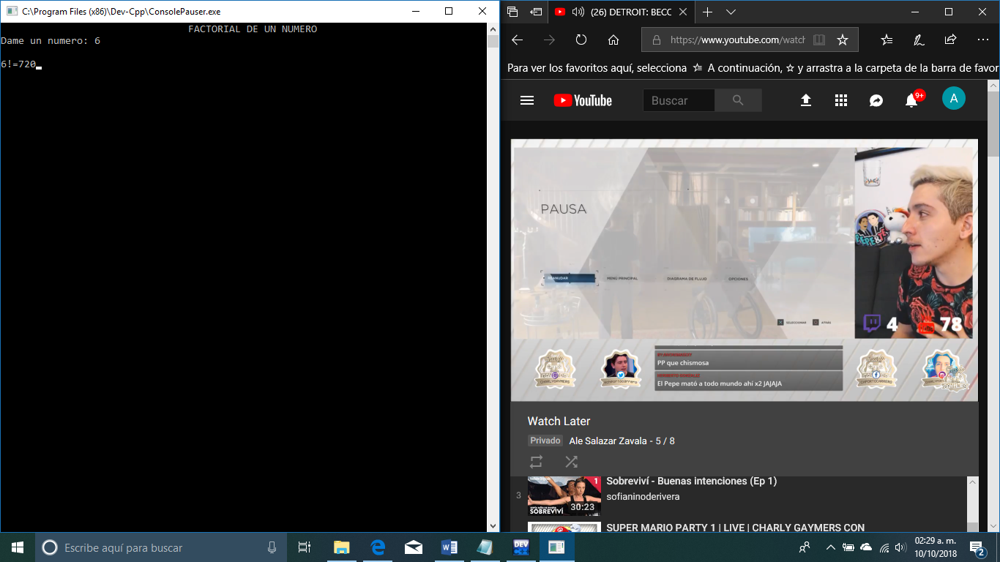 C:\Program Files (x86)\Dev-Cpp\ConsolePauser.exe
FACTORIAL DE UN NUMERO
Dame un numero: 6
6!=720
(26) DETROIT: BECC
https://www.youtube.com/watch
Para ver los favoritos aquí, selecciona A continuación, y arrastra a la carpeta de la barra de favor
YouTube
Buscar
9+
A
PAUSA
REANUDAR MENÚ PRINCIPAL DIAGRAMA DE FLUJO OPCIONES
SELECCIONAR ATRÁS
4 78
PP que chismosa
El Pepe mató a todo mundo ahí x2 JAJAJA
CHARLYGAYMERS
Watch Later
Privado Ale Salazar Zavala - 5 / 8
3
1
SOBREVIVÍ
30:23
Sobreviví - Buenas intenciones (Ep 1)
sofianinoderivera
SUPER MARIO PARTY 1 | LIVE | CHARLY GAYMERS CON
Escribe aquí para buscar
DEV
02:29 a. m.
10/10/2018
2